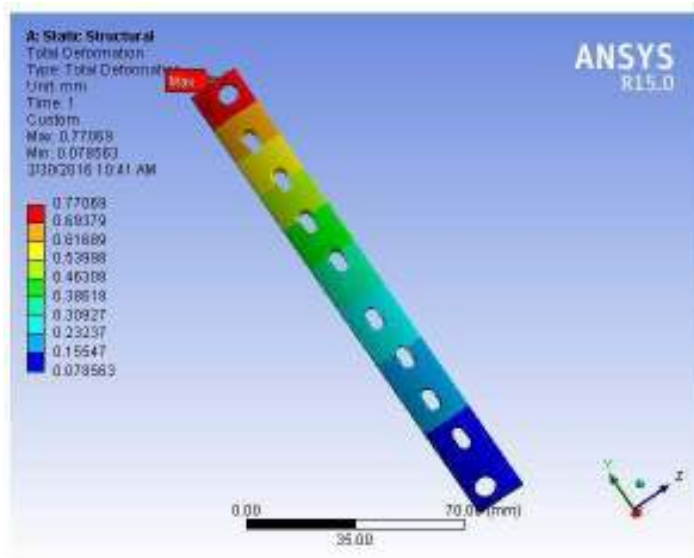 A: Static Structural
Total Deformation
Type: Total Deformation
Unit: mm
Time: 1
Custom
Max: 0.77069
Min: 0.078563
3/30/2016 10:41 AM
0.77069
0.69379
0.61689
0.53998
0.46308
0.38618
0.30927
0.23237
0.15547
0.078563
Max
ANSYS
R15.0
0.00
70.00 (mm)
35.00
Y
Z